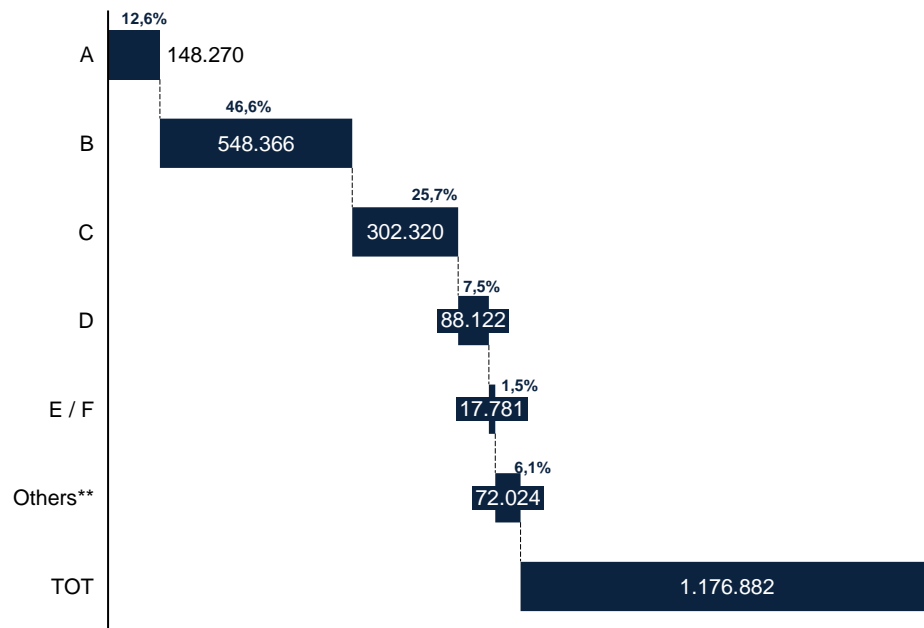 12,6%
A 148.270
46,6%
B 548.366
25,7%
C 302.320
7,5%
D 88.122
1,5%
E / F 17.781
6,1%
Others** 72.024
TOT 1.176.882